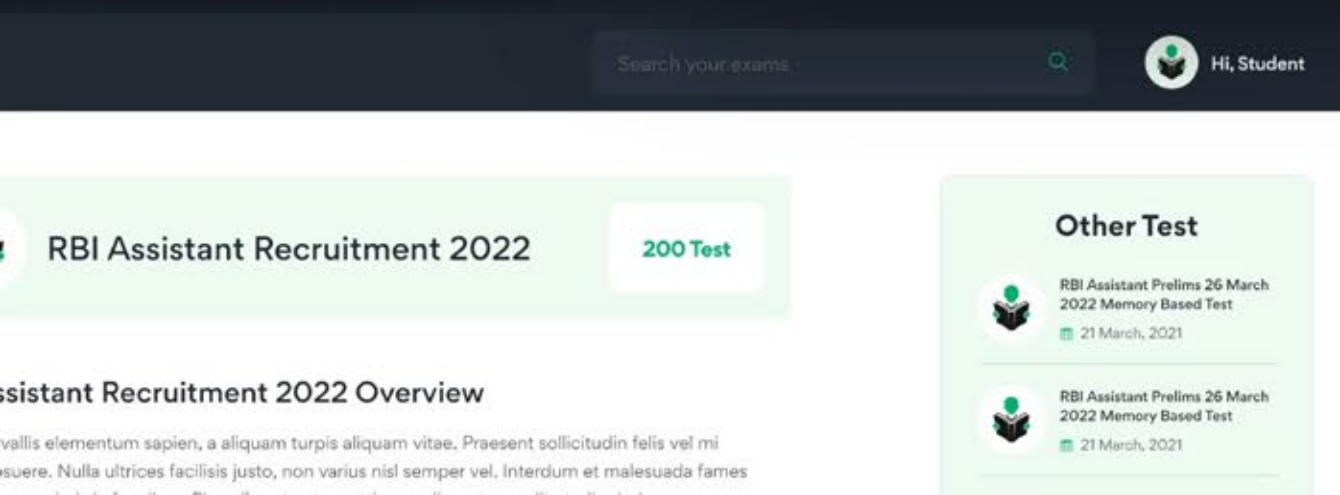 Search your exams
Hi, Student
RBI Assistant Recruitment 2022
200 Test
ssistant Recruitment 2022 Overview
vallis elementum sapien, a aliquam turpis aliquam vitae. Praesent sollicitudin felis vel mi
osuere. Nulla ultrices facilisis justo, non varius nisl semper vel. Interdum et malesuada fames
Other Test
RBI Assistant Prelims 26 March
2022 Memory Based Test
21 March, 2021
RBI Assistant Prelims 26 March
2022 Memory Based Test
21 March, 2021